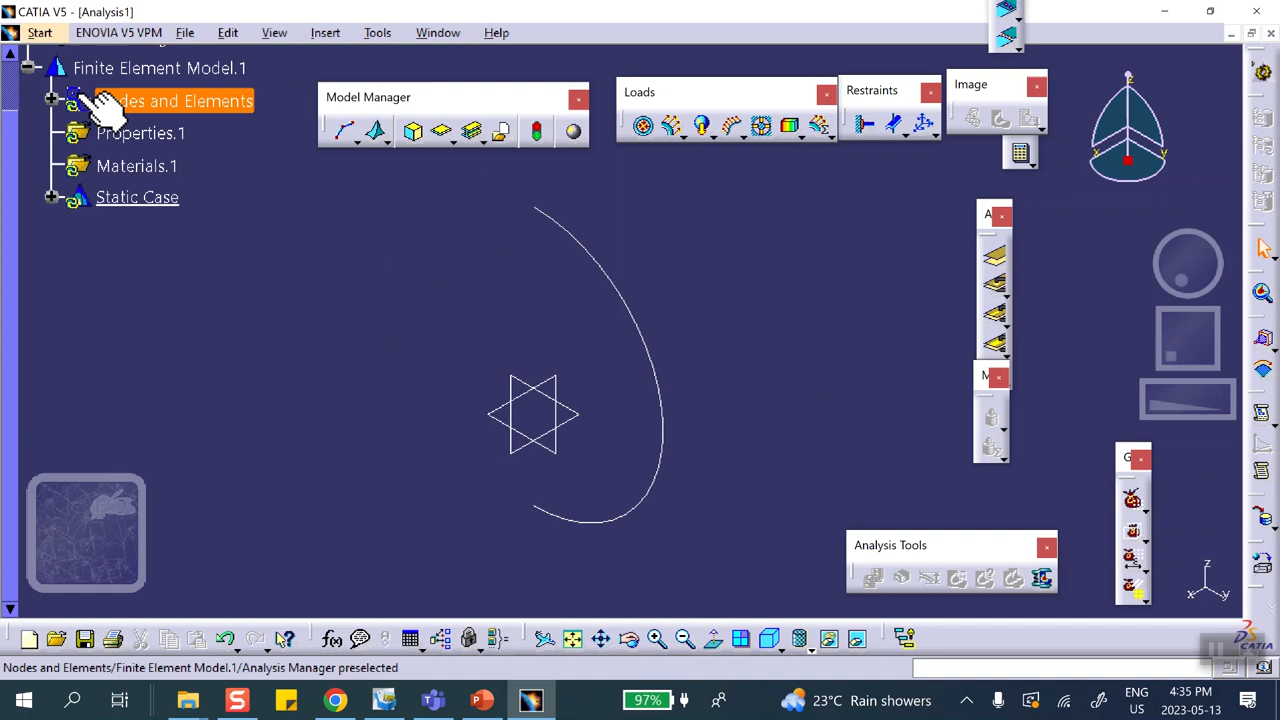 CATIA V5 - [Analysis1]
Start ENOVIA V5 VPM File Edit View Insert Tools Window Help
Finite Element Model.1
Nodes and Elements
Properties.1
Materials.1
Static Case
Model Manager
Loads
Restraints
Image
z
x
y
A
M
G
Analysis Tools
z
x y
f(x)
CATIA
Nodes and Elements/Finite Element Model.1/Analysis Manager preselected
97%
23°C Rain showers
ENG
US
4:35 PM
2023-05-13